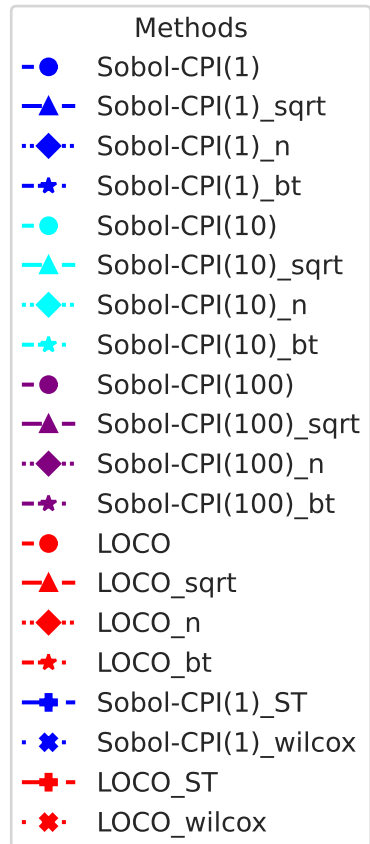 Methods
Sobol-CPI(1)
Sobol-CPI(1)_sqrt
Sobol-CPI(1)_n
Sobol-CPI(1)_bt
Sobol-CPI(10)
Sobol-CPI(10)_sqrt
Sobol-CPI(10)_n
Sobol-CPI(10)_bt
Sobol-CPI(100)
Sobol-CPI(100)_sqrt
Sobol-CPI(100)_n
Sobol-CPI(100)_bt
LOCO
LOCO_sqrt
LOCO_n
LOCO_bt
Sobol-CPI(1)_ST
Sobol-CPI(1)_wilcox
LOCO_ST
LOCO_wilcox